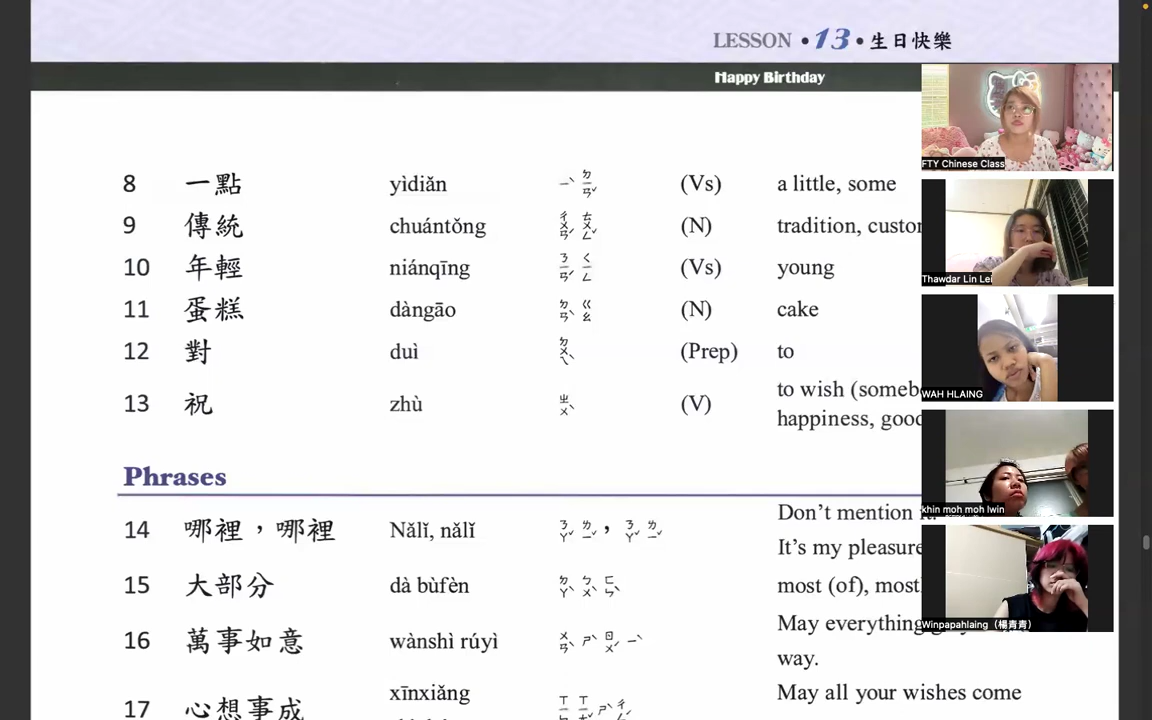 LESSON • 13 • 生日快樂
Happy Birthday
FTY Chinese Class
8 一點 yìdiǎn ㄧˋ ㄉㄧㄢˇ (Vs) a little, some
9 傳統 chuántǒng ㄔㄨㄢˊ ㄊㄨㄥˇ (N) tradition, custom
10 年輕 niánqīng ㄋㄧㄢˊ ㄑㄧㄥ (Vs) young
Thawdar Lin Lei
11 蛋糕 dàngāo ㄉㄢˋ ㄍㄠ (N) cake
12 對 duì ㄉㄨㄟˋ (Prep) to
13 祝 zhù ㄓㄨˋ (V) to wish (someb
happiness, good
WAH HLAING
Phrases
14 哪裡，哪裡 Nǎlǐ, nǎlǐ ㄋㄚˇ ㄌㄧˇ, ㄋㄚˇ ㄌㄧˇ Don't mention it.
It's my pleasure
khin moh moh lwin
15 大部分 dà bùfèn ㄉㄚˋ ㄅㄨˋ ㄈㄣˋ most (of), most
16 萬事如意 wànshì rúyì ㄨㄢˋ ㄕˋ ㄖㄨˊ ㄧˋ May everything
way.
Winpapahlaing（楊青青）
17 心想事成 xīnxiǎng May all your wishes come